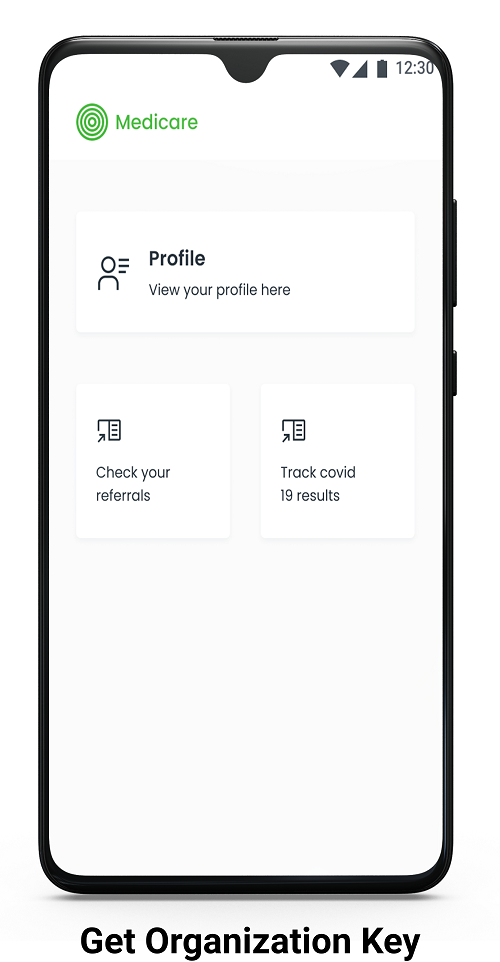 12:30
Medicare
Profile
View your profile here
Check your
referrals
Track covid
19 results
Get Organization Key